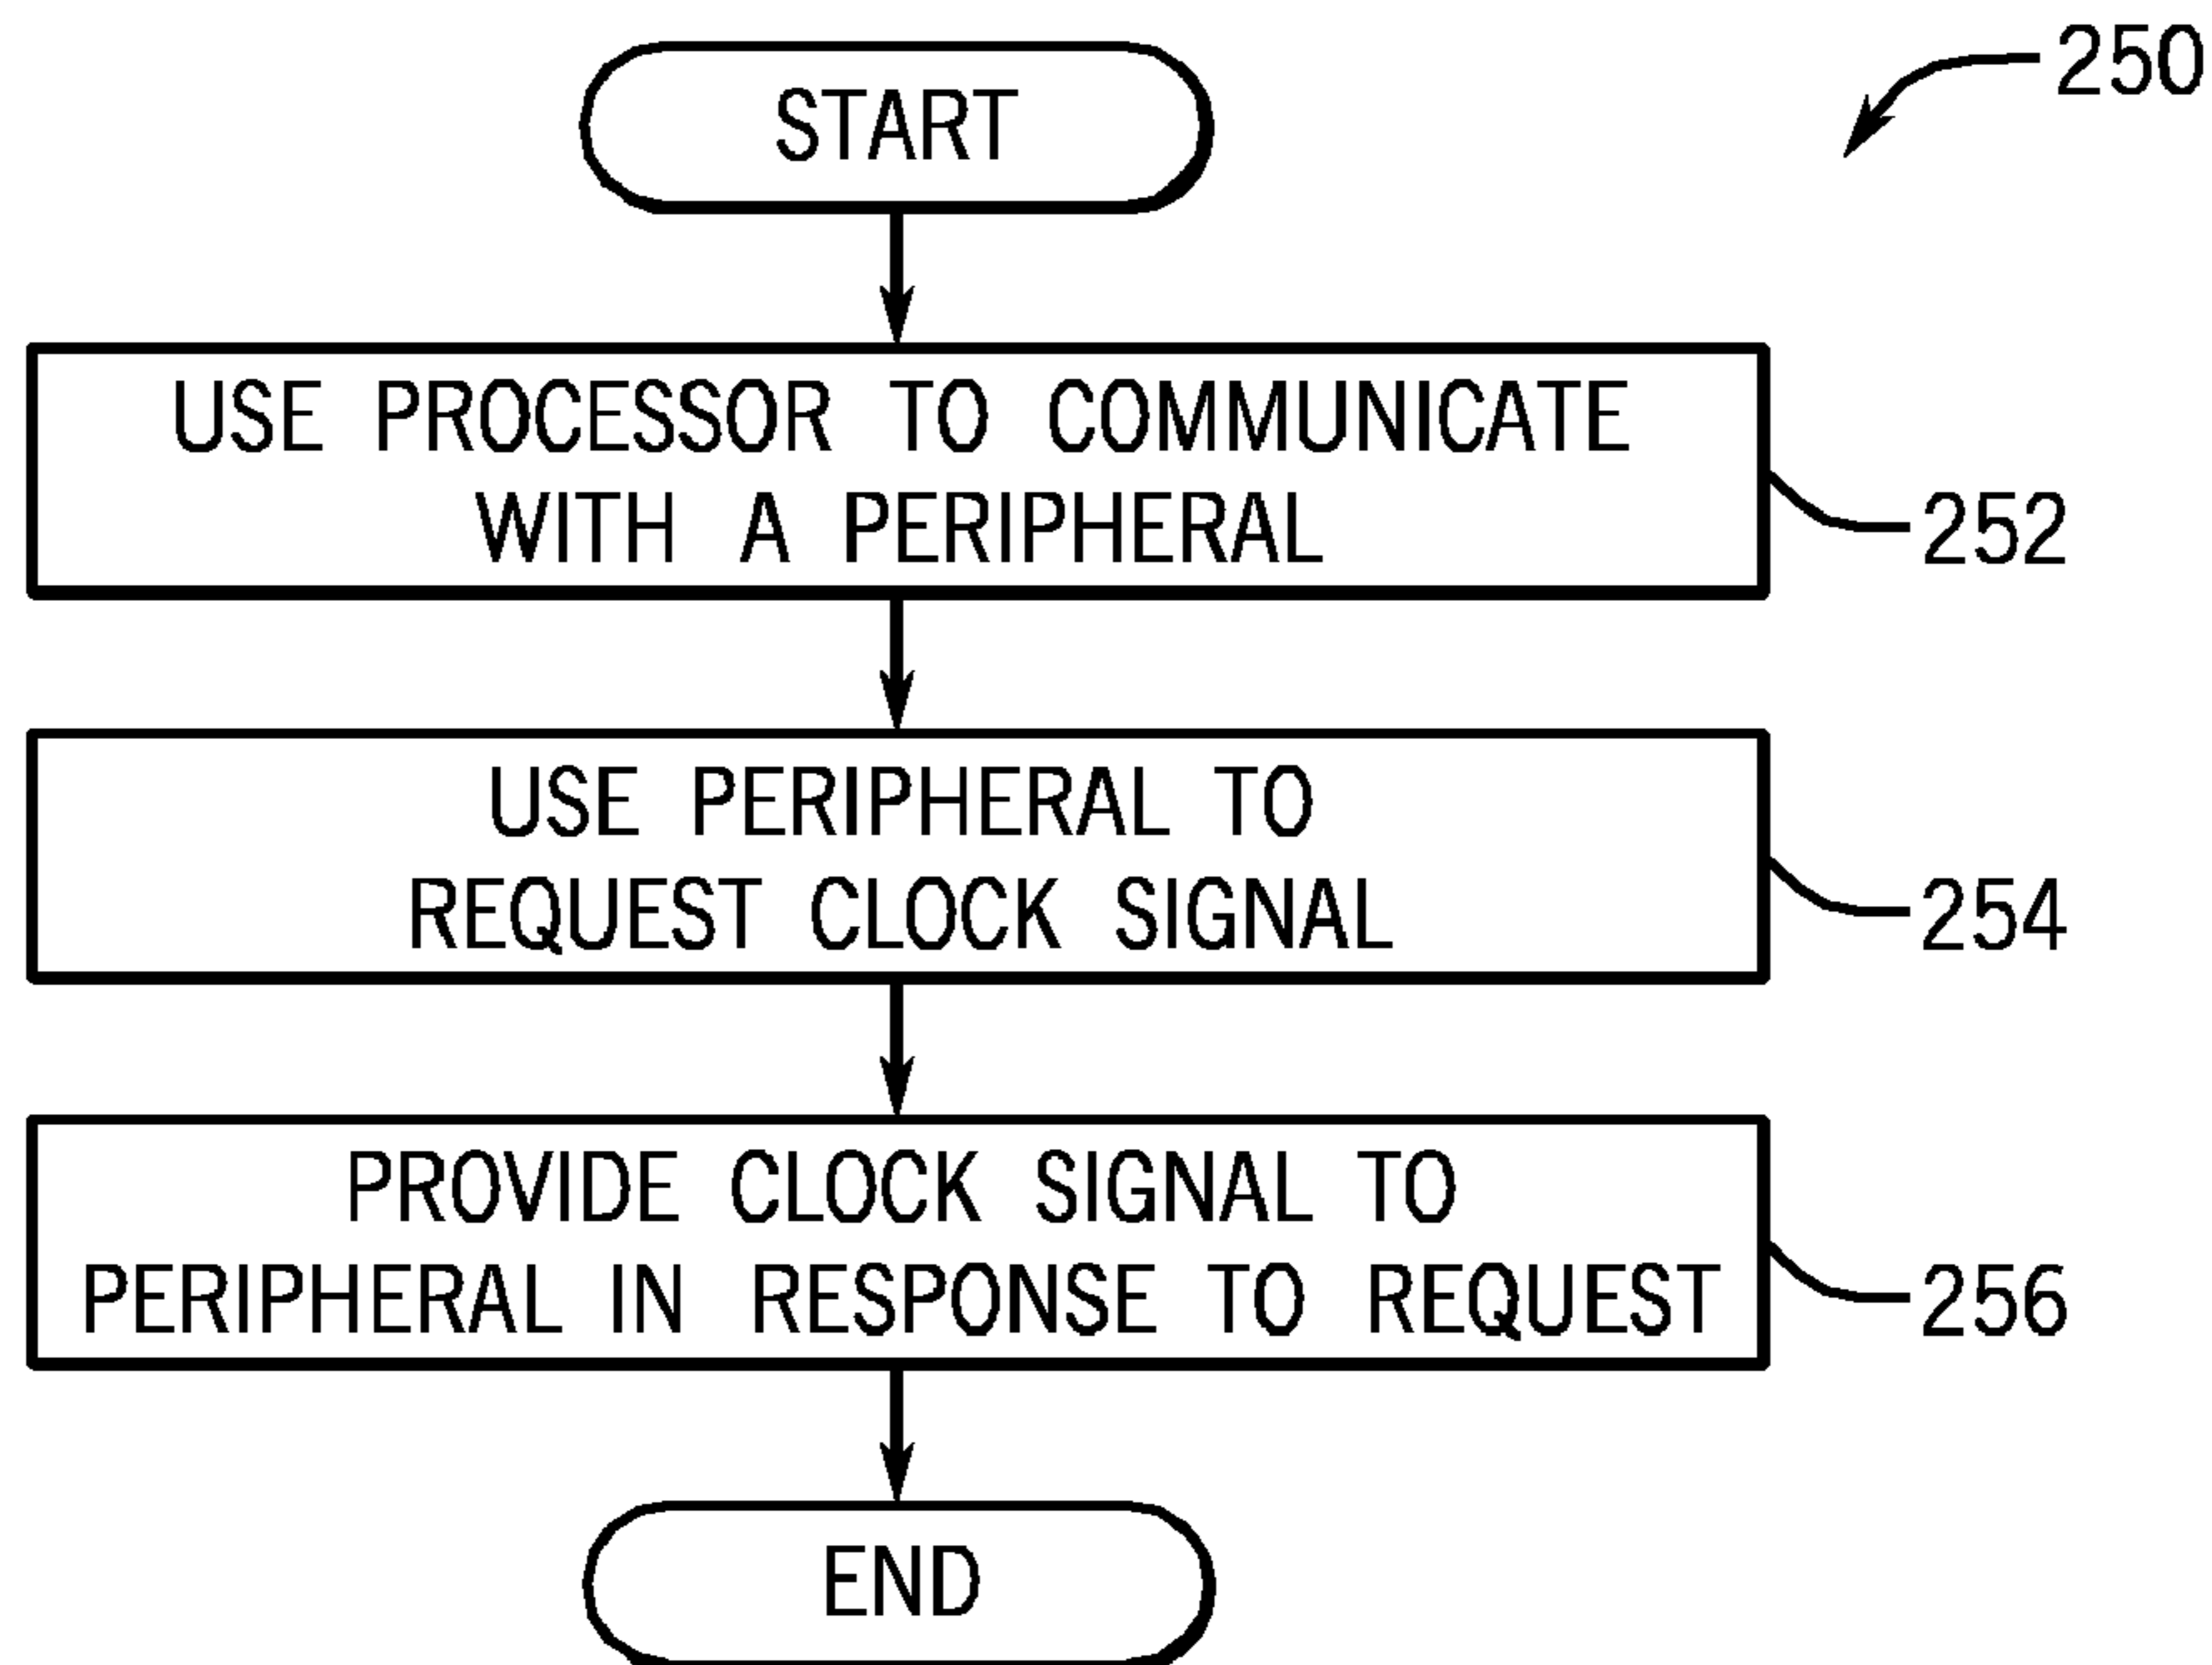 START
250
USE PROCESSOR TO COMMUNICATE
WITH A PERIPHERAL
252
USE PERIPHERAL TO
REQUEST CLOCK SIGNAL
254
PROVIDE CLOCK SIGNAL TO
PERIPHERAL IN RESPONSE TO REQUEST
256
END